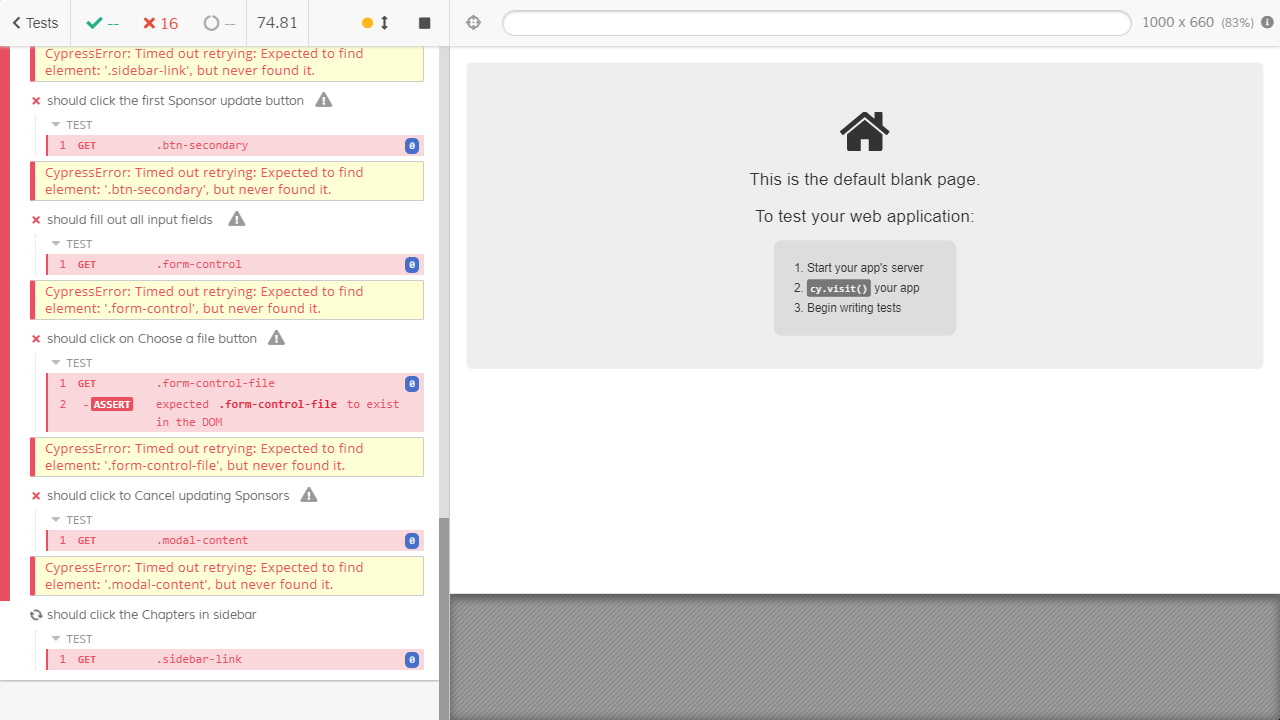 Tests
--
16
--
74.81
1000 x 660 (83%)
CypressError: Timed out retrying: Expected to find
element: '.sidebar-link', but never found it.
should click the first Sponsor update button
TEST
1 GET .btn-secondary 0
CypressError: Timed out retrying: Expected to find
element: '.btn-secondary', but never found it.
should fill out all input fields
TEST
1 GET .form-control 0
CypressError: Timed out retrying: Expected to find
element: '.form-control', but never found it.
should click on Choose a file button
TEST
1 GET .form-control-file 0
2 -ASSERT expected .form-control-file to exist
in the DOM
CypressError: Timed out retrying: Expected to find
element: '.form-control-file', but never found it.
should click to Cancel updating Sponsors
TEST
1 GET .modal-content 0
CypressError: Timed out retrying: Expected to find
element: '.modal-content', but never found it.
should click the Chapters in sidebar
TEST
1 GET .sidebar-link 0
This is the default blank page.
To test your web application:
1. Start your app's server
2. cy.visit() your app
3. Begin writing tests